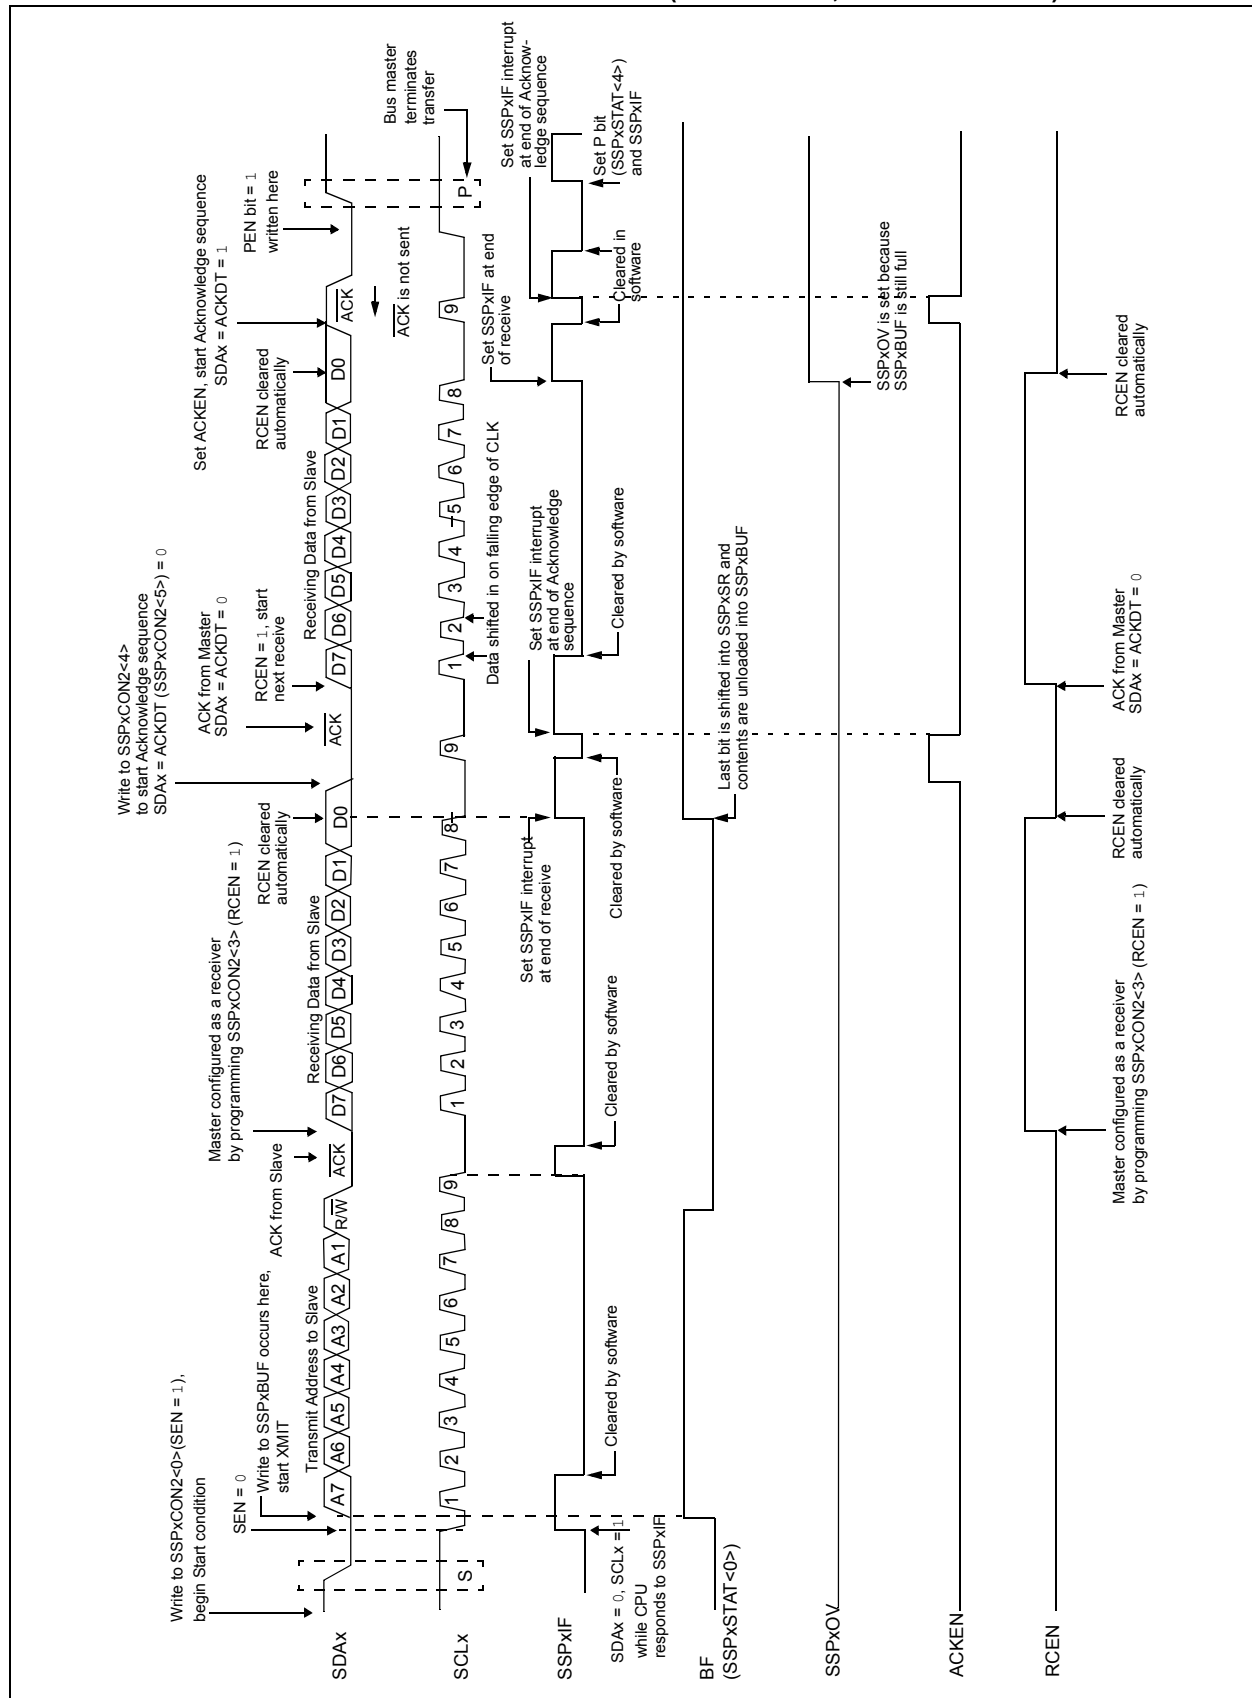 Write to SSPxCON2<0>(SEN = 1),
begin Start condition
SEN = 0
Write to SSPxBUF occurs here,
start XMIT
Transmit Address to Slave
ACK from Slave
Master configured as a receiver
by programming SSPxCON2<3> (RCEN = 1)
Receiving Data from Slave
RCEN cleared
automatically
Write to SSPxCON2<4>
to start Acknowledge sequence
SDAx = ACKDT (SSPxCON2<5>) = 0
ACK from Master
SDAx = ACKDT = 0
RCEN = 1, start
next receive
Receiving Data from Slave
RCEN cleared
automatically
Set ACKEN, start Acknowledge sequence
SDAx = ACKDT = 1
PEN bit = 1
written here
SDAx
A7 A6 A5 A4 A3 A2 A1 R/W ACK D7 D6 D5 D4 D3 D2 D1 D0 ACK D7 D6 D5 D4 D3 D2 D1 D0 ACK
ACK is not sent
Bus master
terminates
transfer
SCLx
S 1 2 3 4 5 6 7 8 9 1 2 3 4 5 6 7 8 9 1 2 3 4 5 6 7 8 9 P
Data shifted in on falling edge of CLK
Set SSPxIF at end
of receive
Set SSPxIF interrupt
at end of Acknow-
ledge sequence
Set SSPxIF interrupt
at end of receive
Set SSPxIF interrupt
at end of Acknowledge
sequence
SSPxIF
SDAx = 0, SCLx = 1
while CPU
responds to SSPxIF
Cleared by software
Cleared by software
Cleared by software
Cleared by software
Cleared by software
Cleared in
software
Set P bit
(SSPxSTAT<4>)
and SSPxIF
BF
(SSPxSTAT<0>)
Last bit is shifted into SSPxSR and
contents are unloaded into SSPxBUF
SSPxOV
SSPxOV is set because
SSPxBUF is still full
ACKEN
RCEN
Master configured as a receiver
by programming SSPxCON2<3> (RCEN = 1)
RCEN cleared
automatically
ACK from Master
SDAx = ACKDT = 0
RCEN cleared
automatically